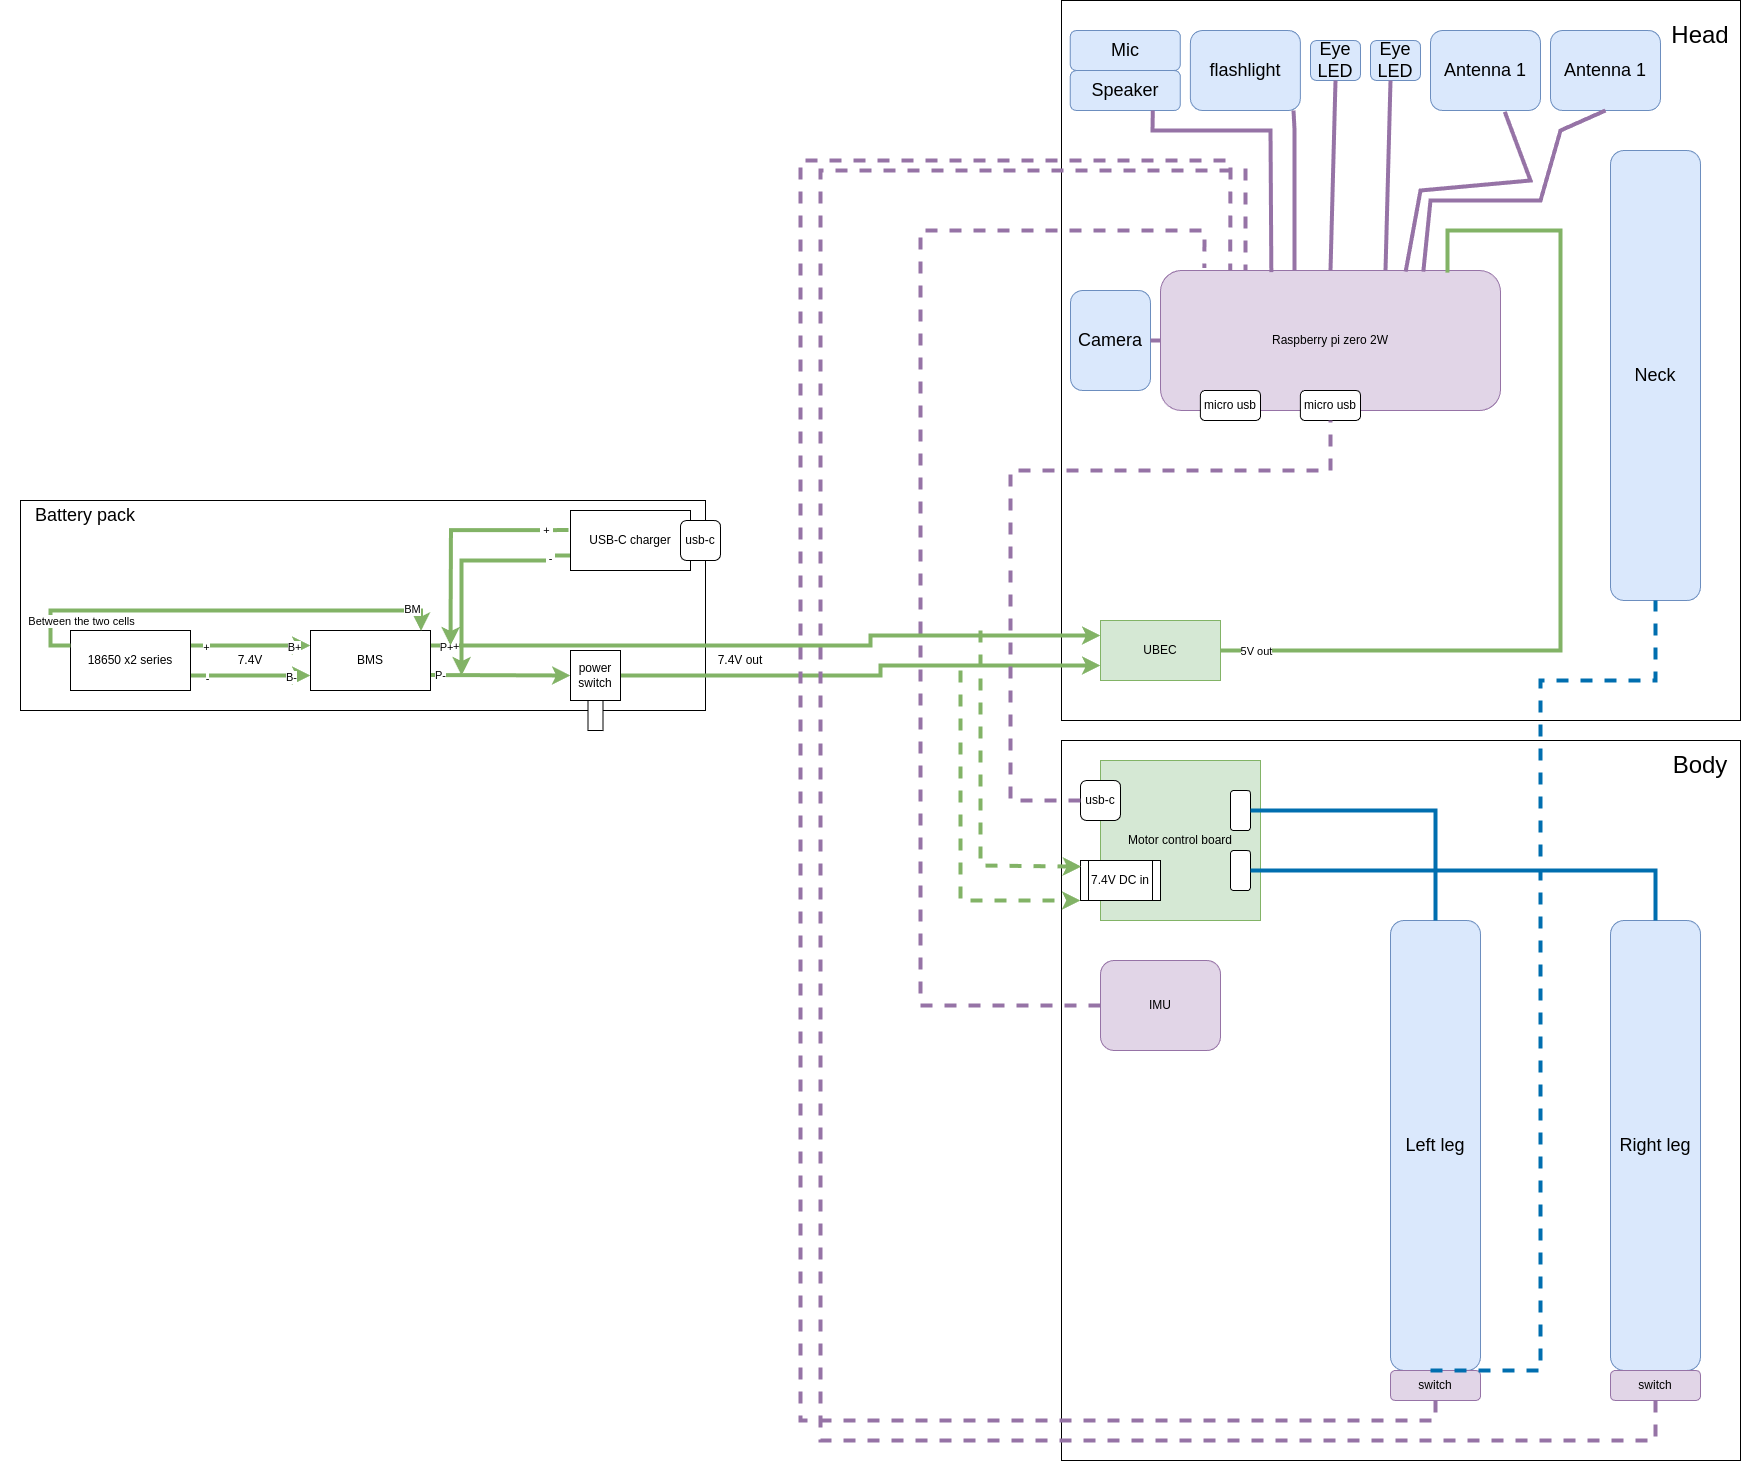 Head
Mic
Speaker
flashlight
Eye
LED
Eye
LED
Antenna 1
Antenna 1
Camera
Raspberry pi zero 2W
micro usb
micro usb
Neck
Battery pack
USB-C charger
usb-c
+
-
BM
Between the two cells
18650 x2 series
+
-
7.4V
B+
B-
BMS
P+
+
P-
power
switch
7.4V out
UBEC
5V out
Body
usb-c
Motor control board
7.4V DC in
IMU
Left leg
Right leg
switch
switch